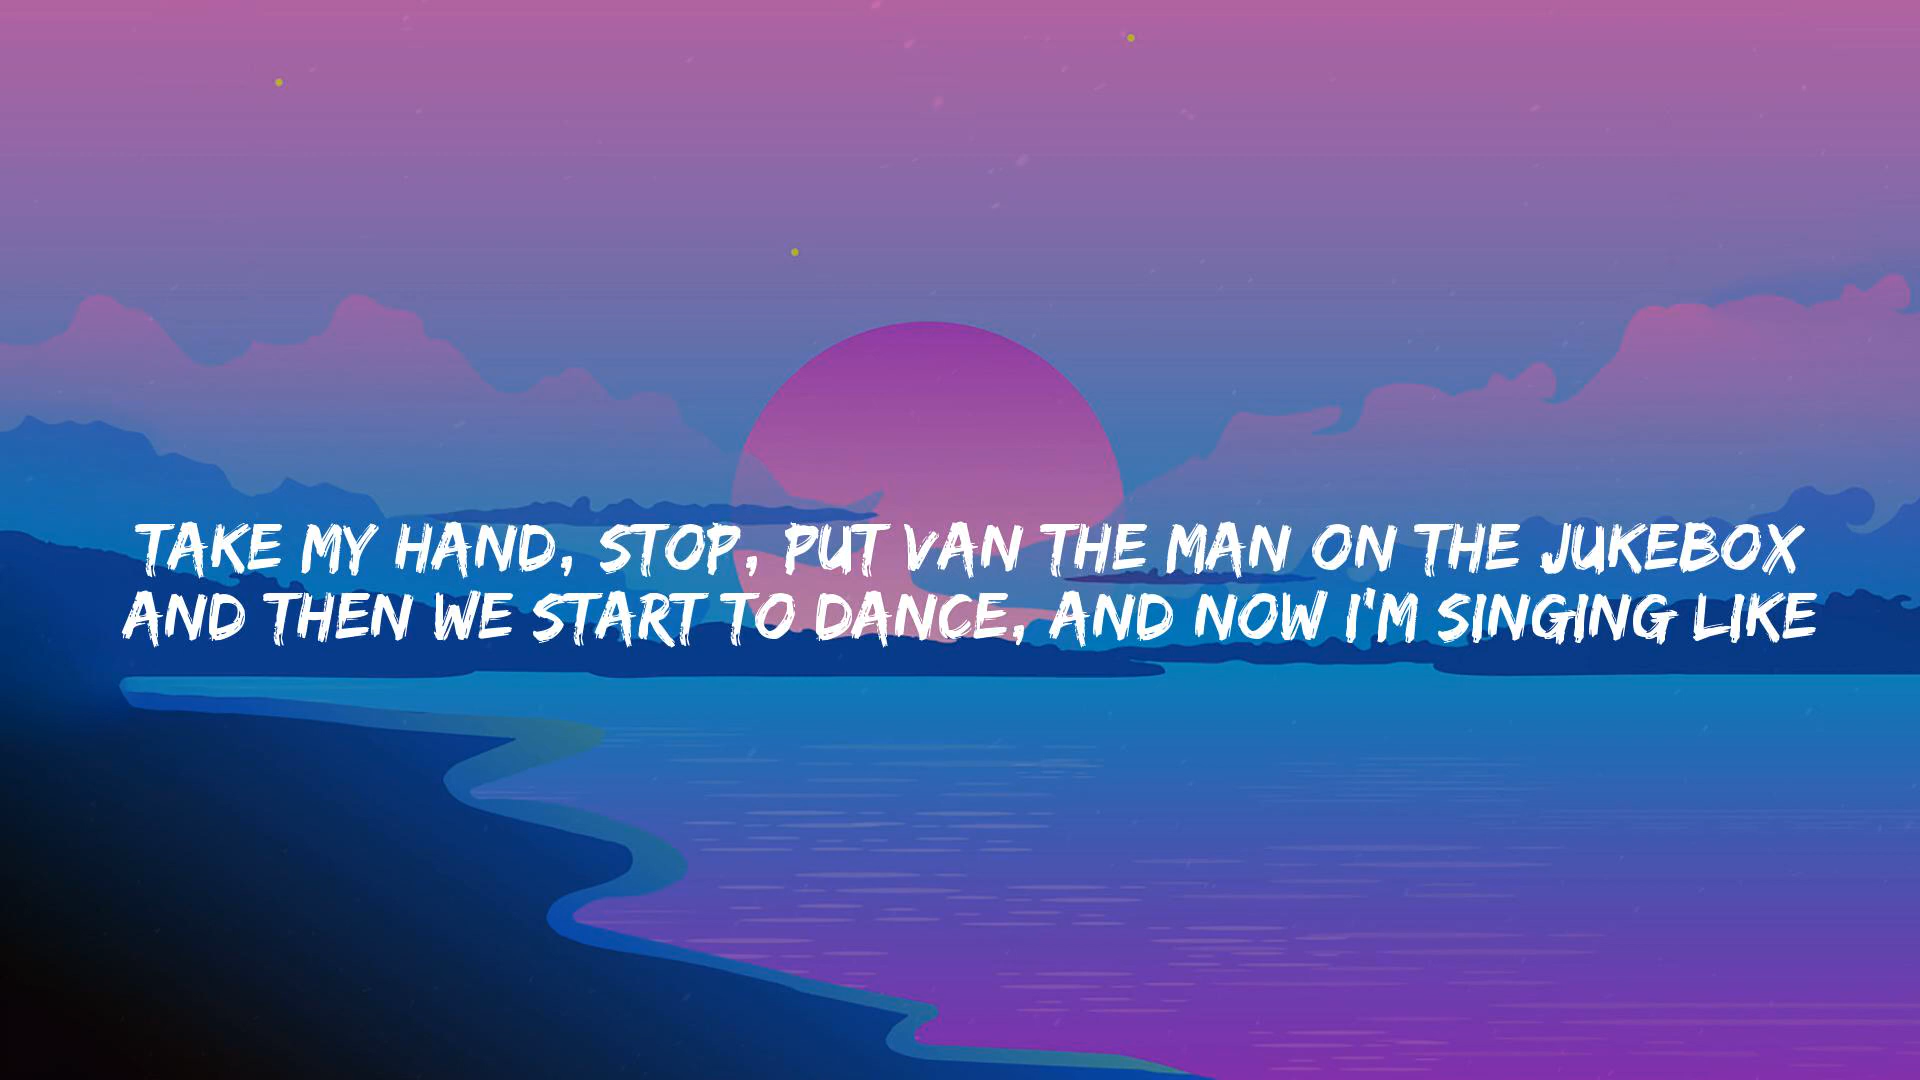 TAKE MY HAND, STOP, PUT VAN THE MAN ON THE JUKEBOX
AND THEN WE START TO DANCE, AND NOW I'M SINGING LIKE